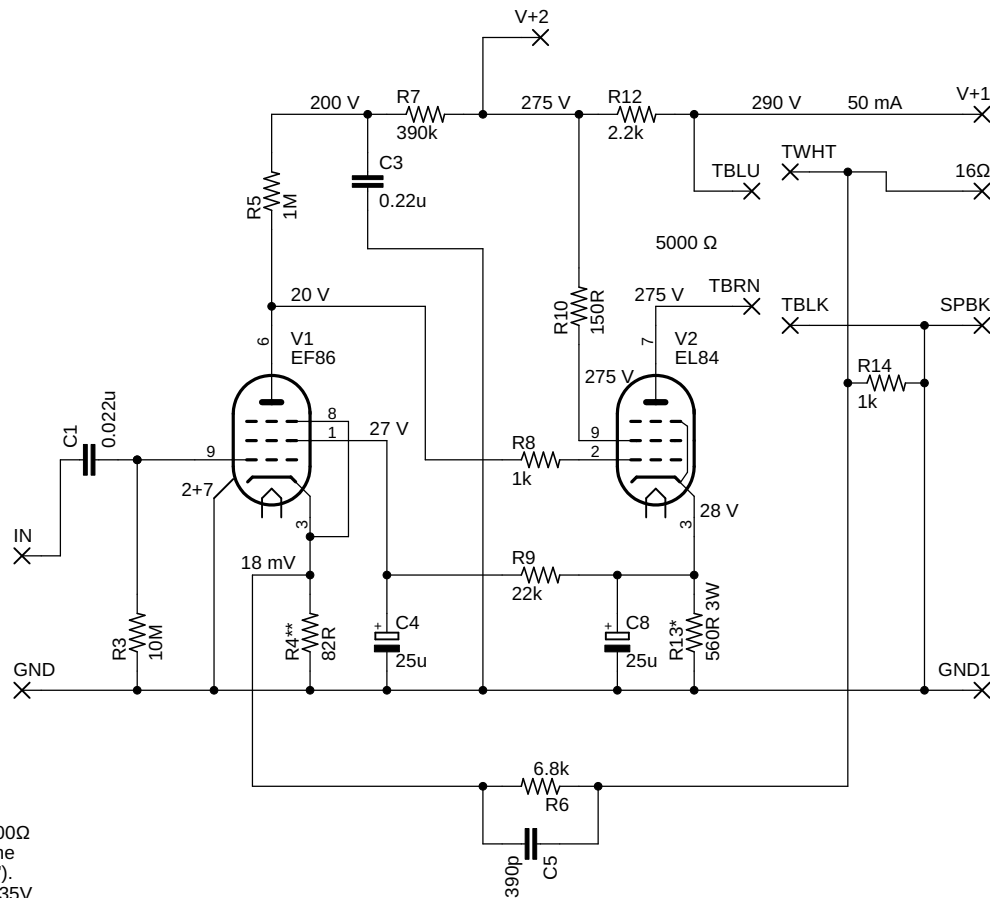 V+2
200 V
R7
390k
275 V
R12
2.2k
290 V
50 mA
V+1
TWHT
TBLU
16Ω
C3
0.22u
R5
1M
5000 Ω
20 V
R10
150R
275 V
TBRN
TBLK
SPBK
6
V1
EF86
7
V2
EL84
275 V
R14
1k
C1
0.022u
8
1
27 V
9
9
2
R8
1k
2+7
3
3
28 V
IN
18 mV
R9
22k
R3
10M
R4**
82R
+
C4
25u
+
C8
25u
R13*
560R 3W
GND
GND1
6.8k
R6
390p
C5
00Ω
ne
').
35V